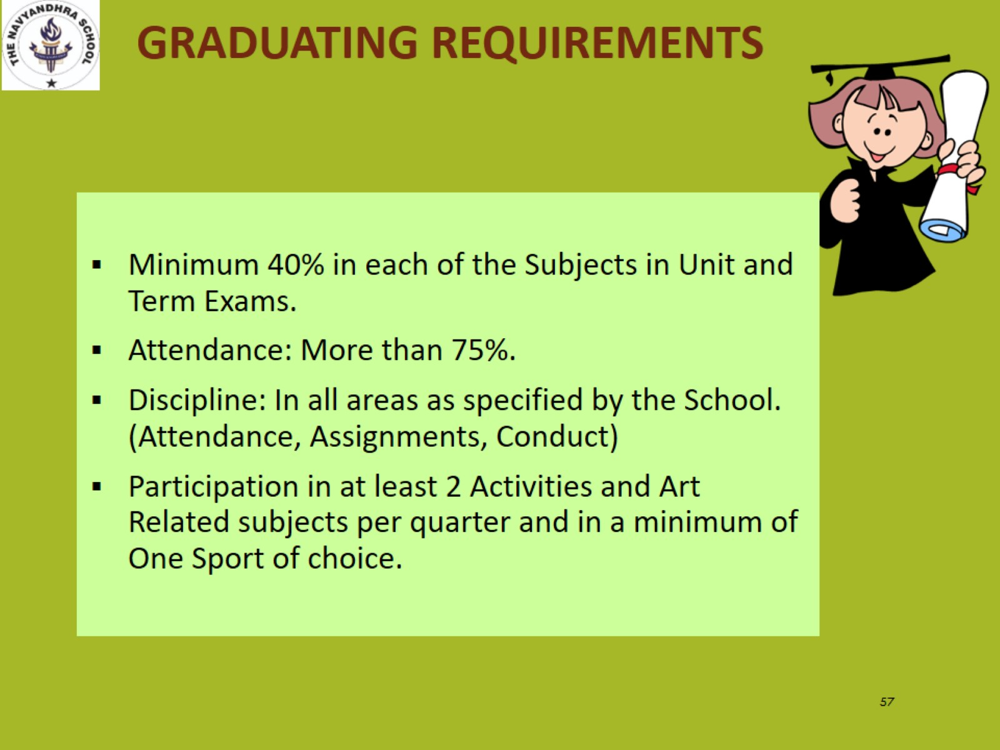 THE NAVYANDHRA SCHOOL
GRADUATING REQUIREMENTS
▪ Minimum 40% in each of the Subjects in Unit and
Term Exams.
▪ Attendance: More than 75%.
▪ Discipline: In all areas as specified by the School.
(Attendance, Assignments, Conduct)
▪ Participation in at least 2 Activities and Art
Related subjects per quarter and in a minimum of
One Sport of choice.
57